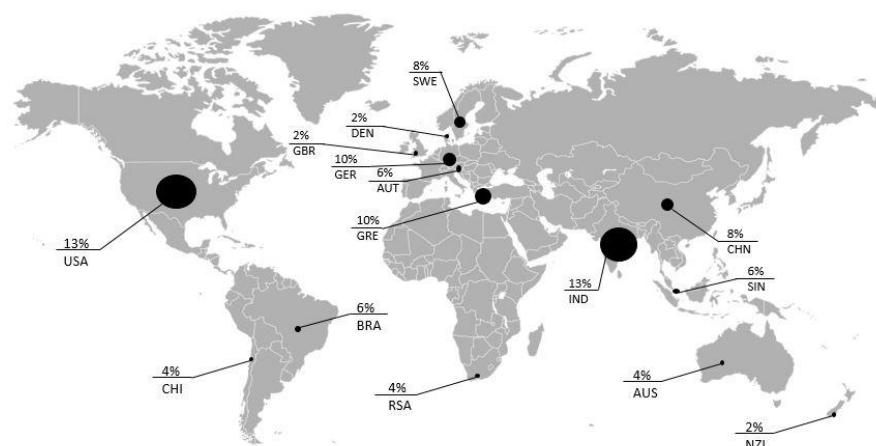 8%
SWE
2%
DEN
2%
GBR
10%
GER
6%
AUT
10%
GRE
13%
USA
8%
CHN
13%
IND
6%
SIN
6%
BRA
4%
CHI
4%
RSA
4%
AUS
2%
NZL